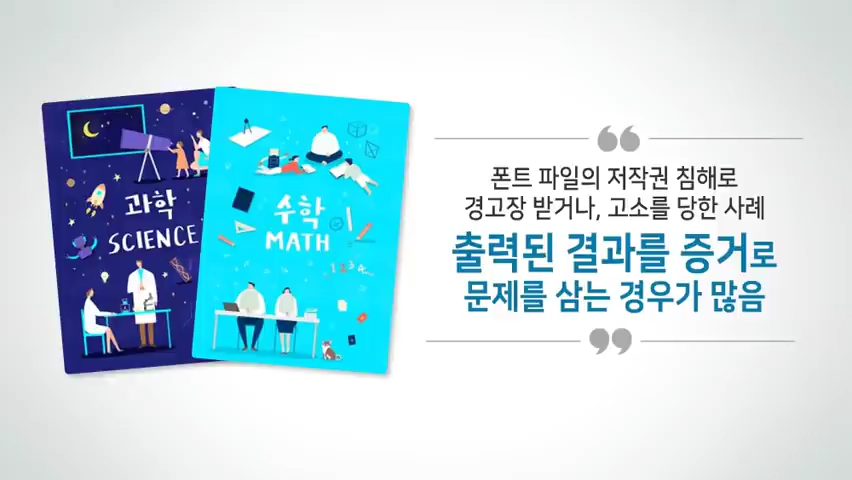 과학
SCIENCE
수학
MATH
123
폰트 파일의 저작권 침해로
경고장 받거나, 고소를 당한 사례
출력된 결과를 증거로
문제를 삼는 경우가 많음